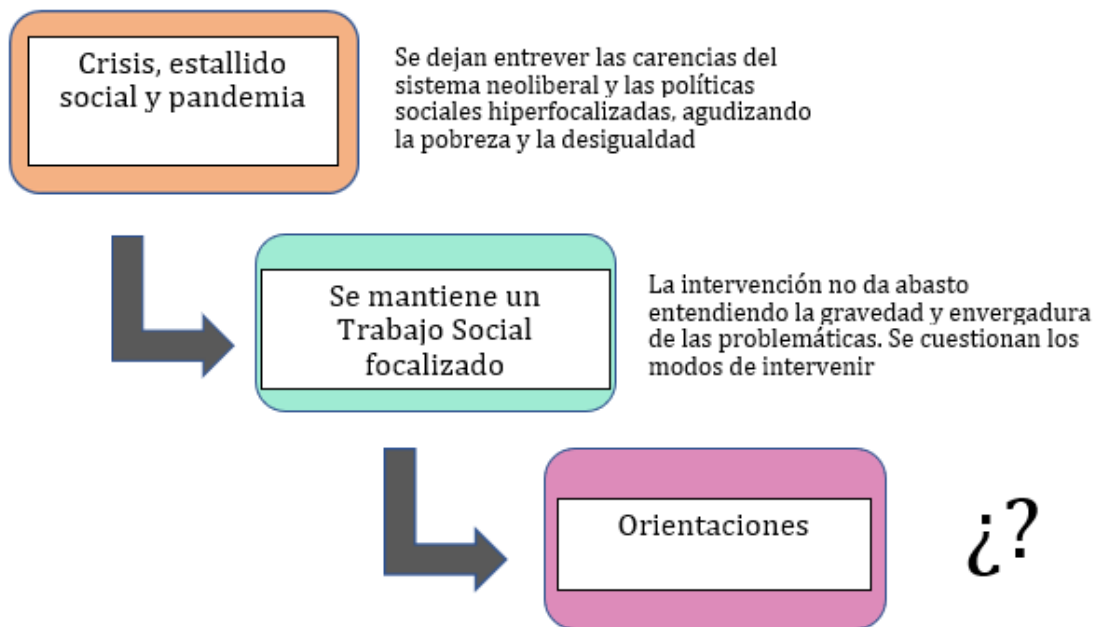 Crisis, estallido
social y pandemia
Se dejan entrever las carencias del
sistema neoliberal y las políticas
sociales hiperfocalizadas, agudizando
la pobreza y la desigualdad
Se mantiene un
Trabajo Social
focalizado
La intervención no da abasto
entendiendo la gravedad y envergadura
de las problemáticas. Se cuestionan los
modos de intervenir
Orientaciones
¿?